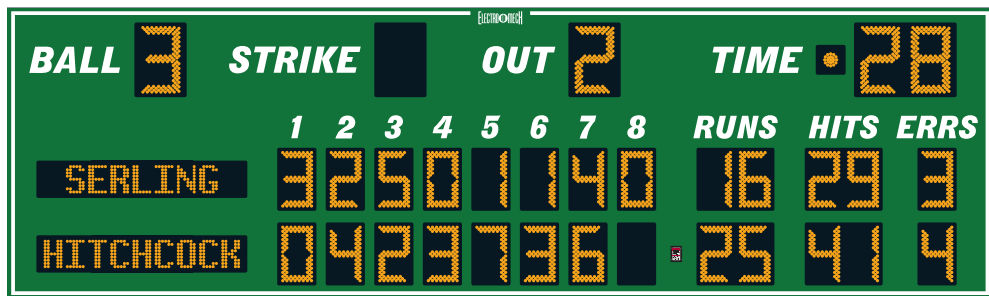 ELECTRO-MECH
BALL 3 STRIKE OUT 2 TIME 28
1 2 3 4 5 6 7 8 RUNS HITS ERRS
SERLING 3 2 5 0 1 1 4 0 16 29 3
HITCHCOCK 0 4 2 3 7 3 6 25 41 4